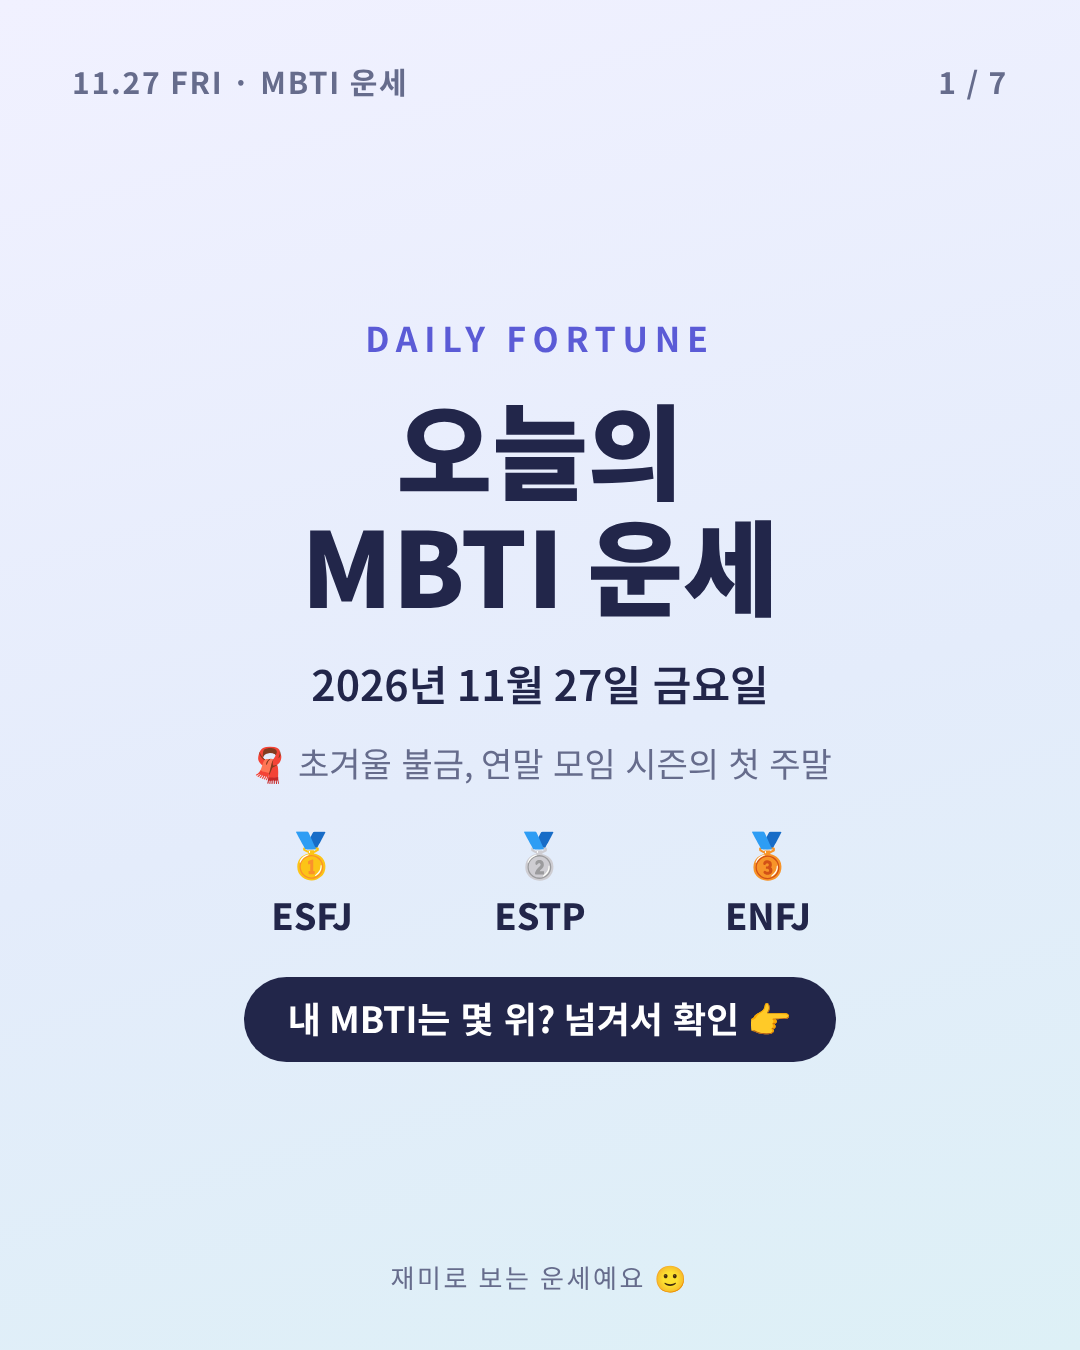 11.27 FRI · MBTI 운세
1 / 7
DAILY FORTUNE
오늘의
MBTI 운세
2026년 11월 27일 금요일
🧣 초겨울 불금, 연말 모임 시즌의 첫 주말
🥇 🥈 🥉
ESFJ ESTP ENFJ
내 MBTI는 몇 위? 넘겨서 확인 👉
재미로 보는 운세예요 🙂